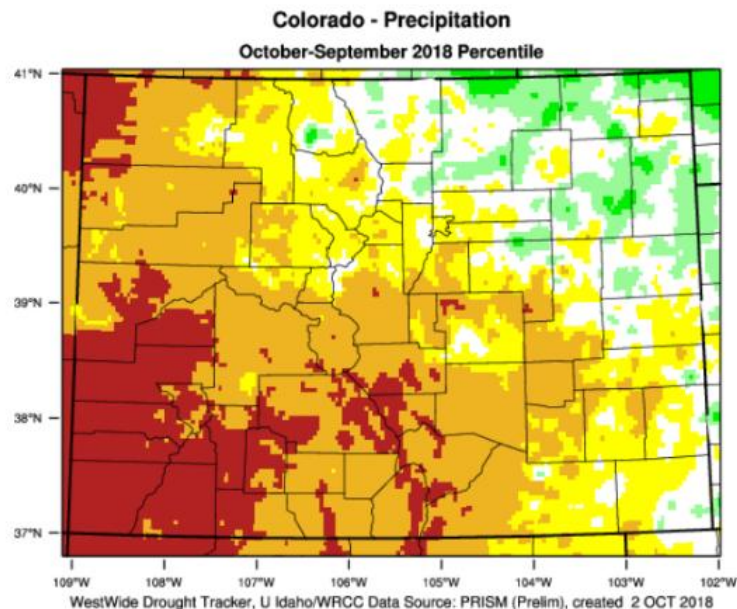 Colorado - Precipitation
October-September 2018 Percentile
41°N
40°N
39°N
38°N
37°N
109°W 108°W 107°W 106°W 105°W 104°W 103°W 102°W
WestWide Drought Tracker, U Idaho/WRCC Data Source: PRISM (Prelim), created 2 OCT 2018